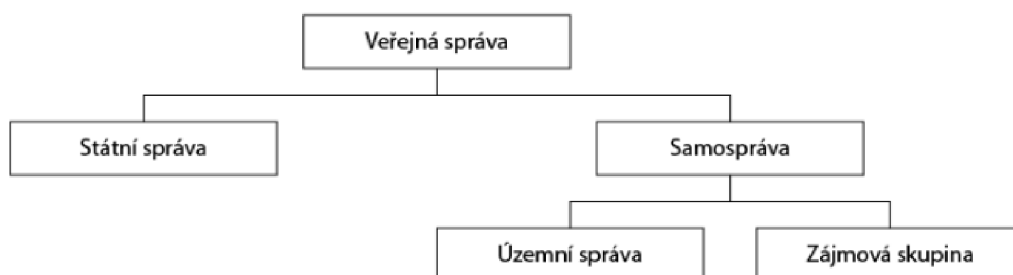 Veřejná správa
Státní správa
Samospráva
Územní správa
Zájmová skupina